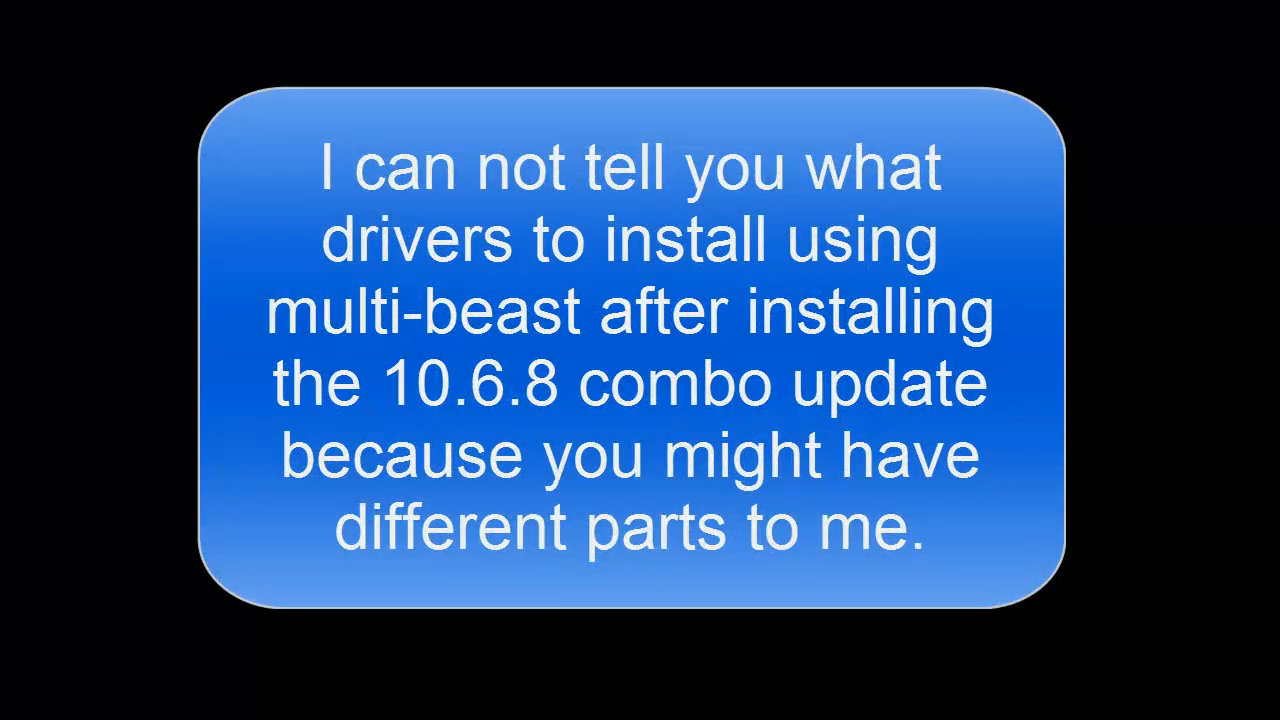 I can not tell you what
drivers to install using
multi-beast after installing
the 10.6.8 combo update
because you might have
different parts to me.